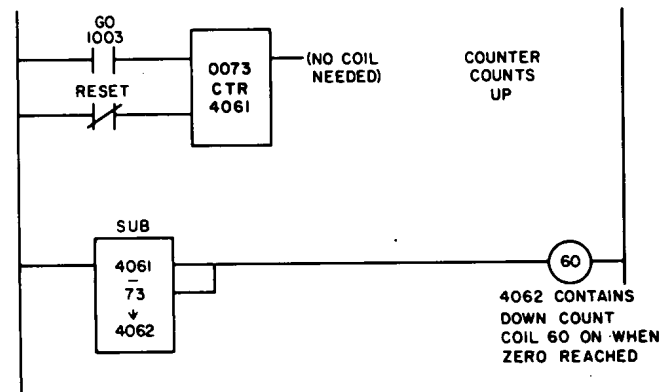 GO
1003
RESET
0073
CTR
4061
(NO COIL
NEEDED)
COUNTER
COUNTS
UP
SUB
4061
–
73
↓
4062
60
4062 CONTAINS
DOWN COUNT
COIL 60 ON WHEN
ZERO REACHED